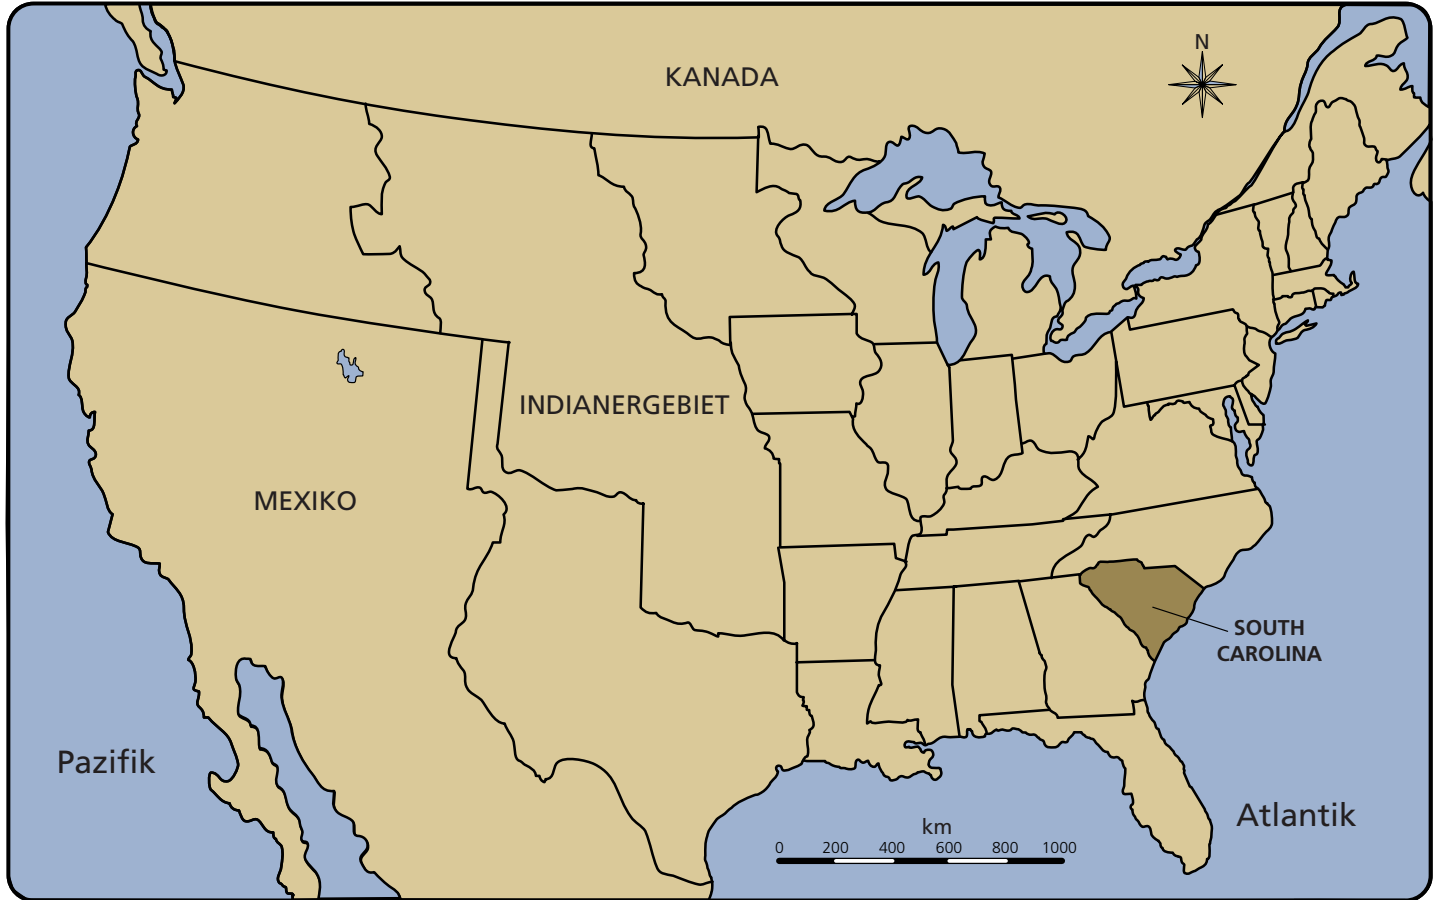 N
KANADA
INDIANERGEBIET
MEXIKO
SOUTH
CAROLINA
Pazifik
Atlantik
km
0 200 400 600 800 1000